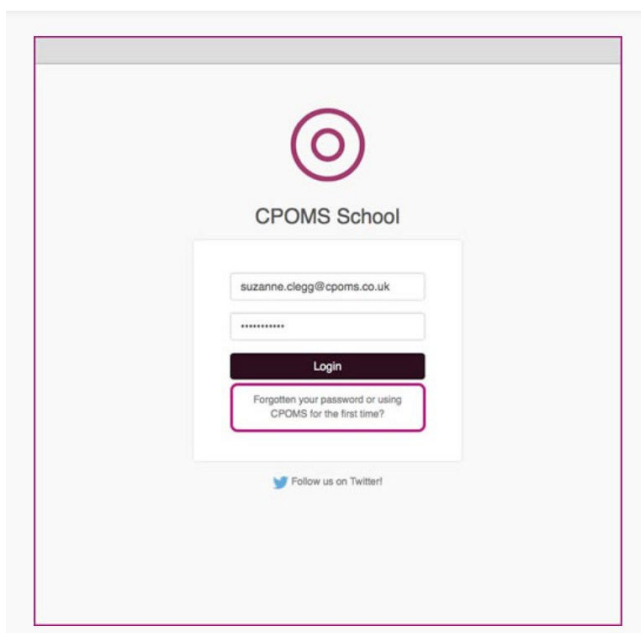 CPOMS School
suzanne.clegg@cpoms.co.uk
•••••••••••
Login
Forgotten your password or using
CPOMS for the first time?
Follow us on Twitter!